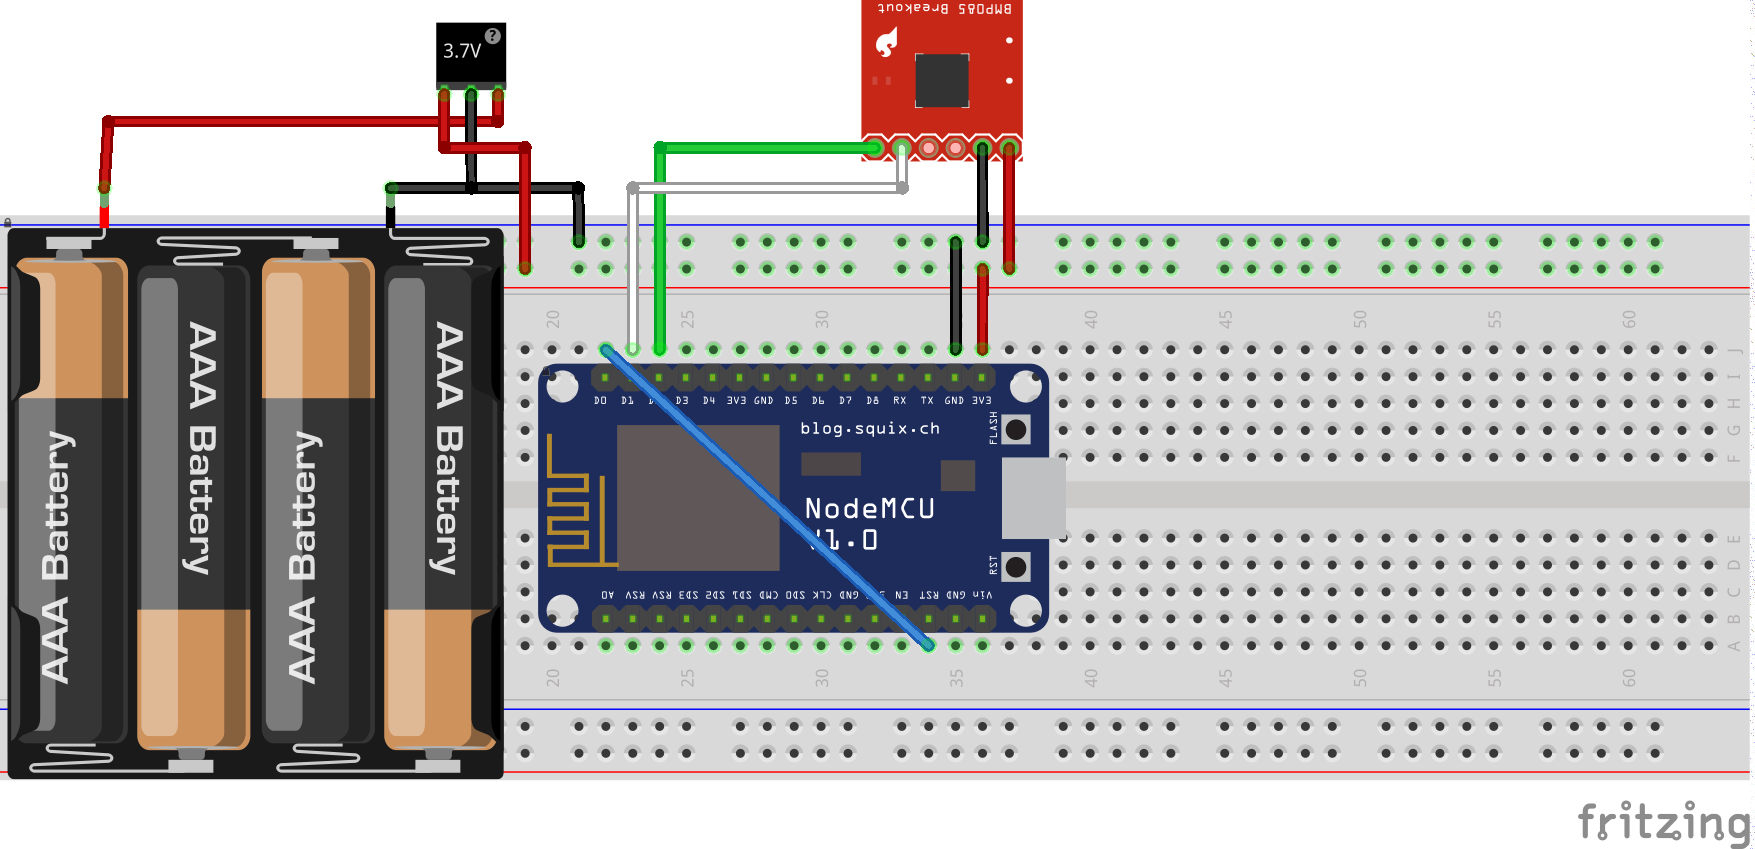 BMP085 Breakout
3.7V
?
20
25
30
35
40
45
50
55
60
J
I
H
G
F
E
D
C
B
A
D0 D1 D3 D4 3V3 GND D5 D6 D7 D8 RX TX GND 3V3
FLASH
blog.squix.ch
NodeMCU
V1.0
RST
A0 RSV RSV SD3 SD2 SD1 CMD SD0 CLK GND EN RST GND Vin
20
25
30
35
40
45
50
55
60
AAA Battery
AAA Battery
AAA Battery
AAA Battery
fritzing